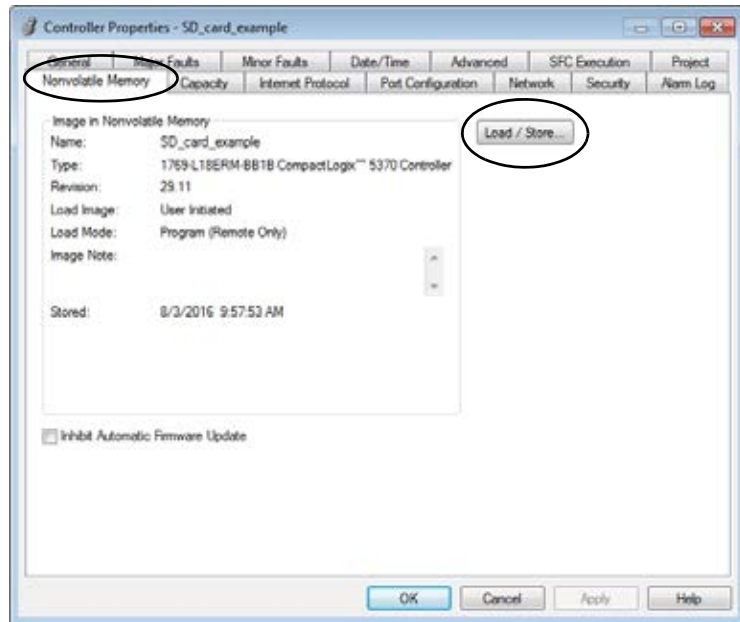 Controller Properties - SD_card_example
General Major Faults Minor Faults Date/Time Advanced SFC Execution Project
Nonvolatile Memory Capacity Internet Protocol Port Configuration Network Security Alarm Log
Image in Nonvolatile Memory
Name: SD_card_example
Load / Store...
Type: 1769-L18ERM-BB1B CompactLogix™ 5370 Controller
Revision: 29.11
Load Image: User Initiated
Load Mode: Program (Remote Only)
Image Note:
Stored: 8/3/2016 9:57:53 AM
Inhibit Automatic Firmware Update
OK Cancel Apply Help